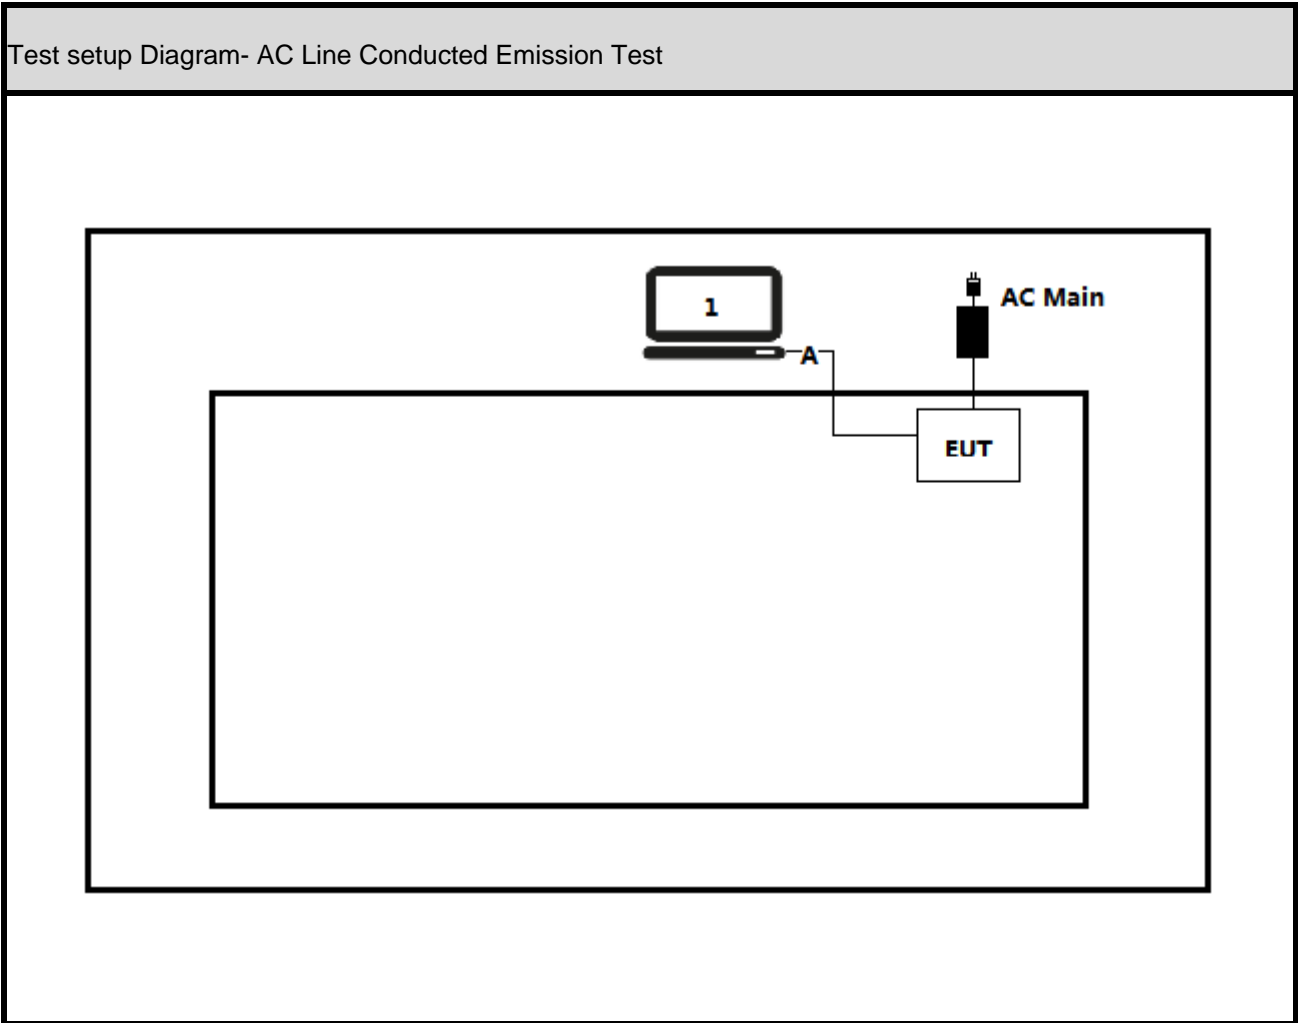 Test setup Diagram- AC Line Conducted Emission Test
1
AC Main
A
EUT